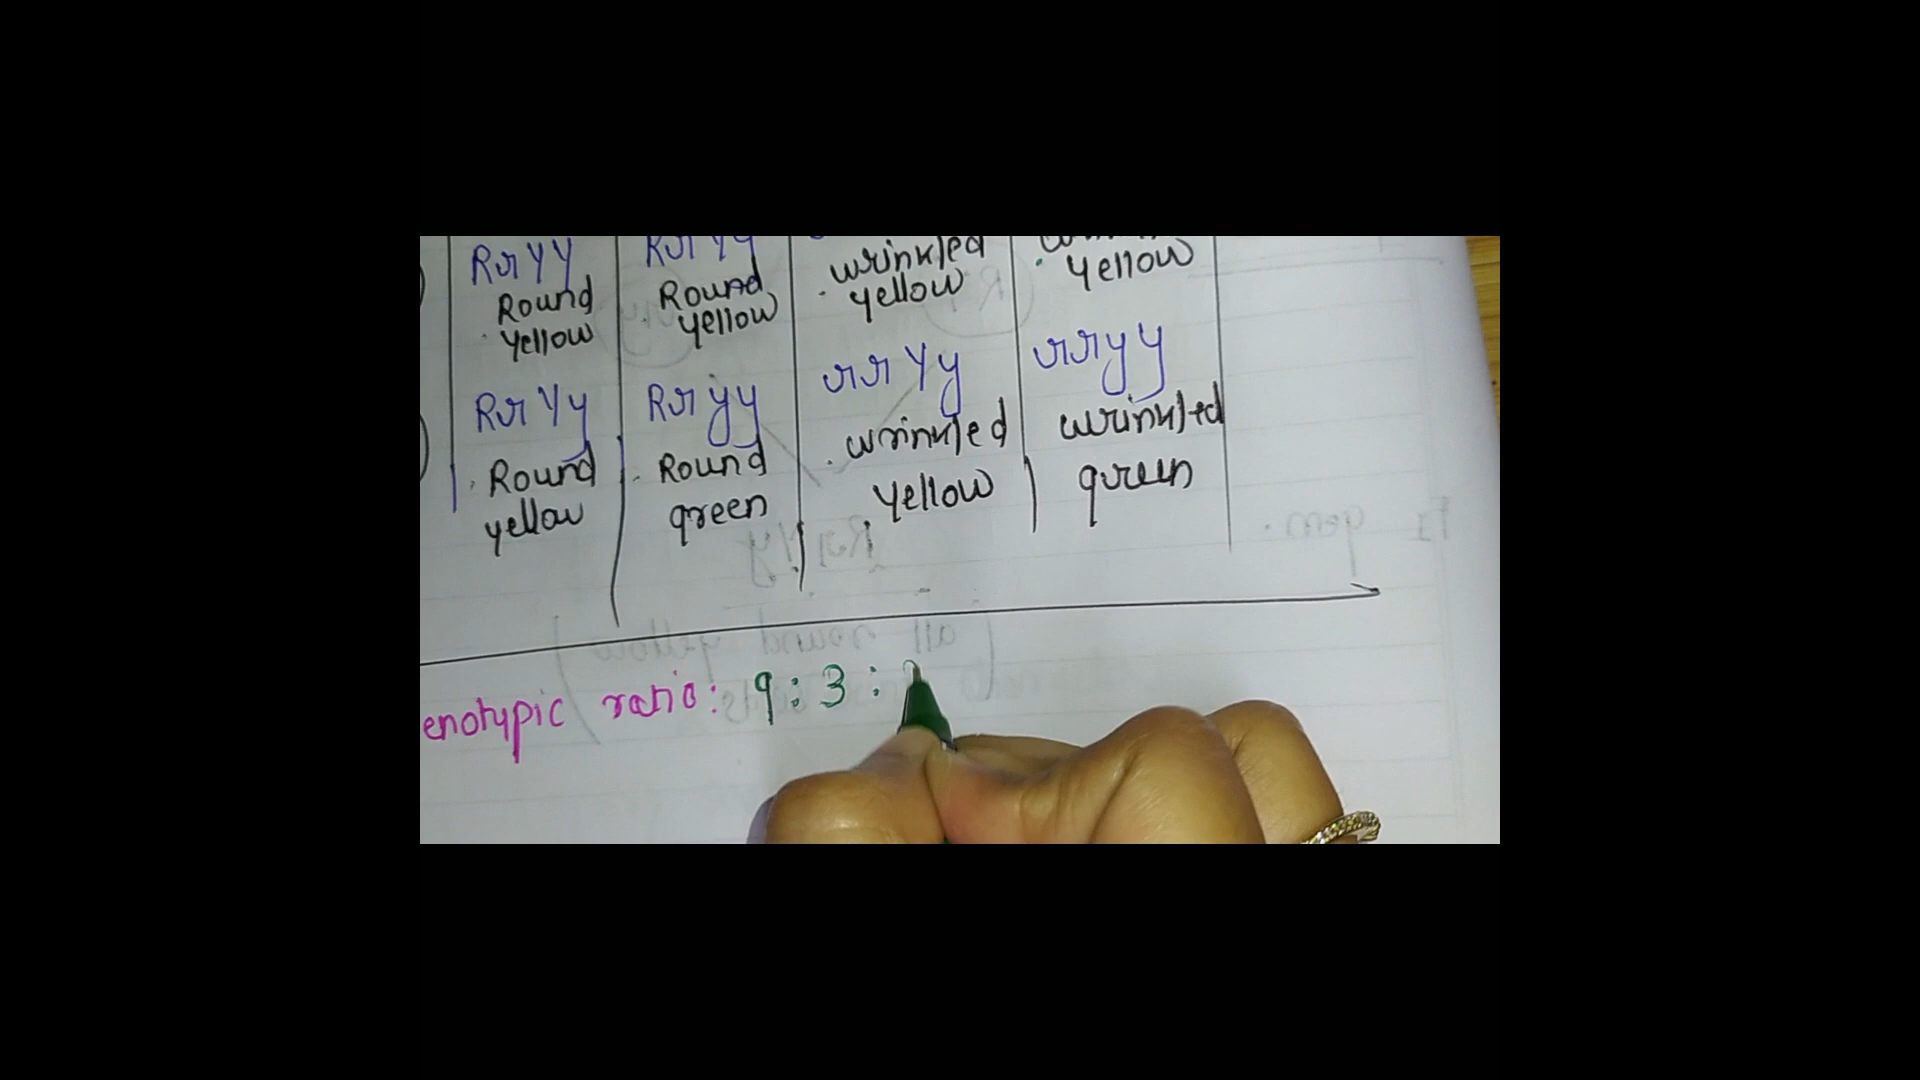 RrYY RrYy
Round Round wrinkled
yellow yellow yellow yellow
RrYy Rryy rrYy rryy
Round Round wrinkled wrinkled
yellow green yellow green
enotypic ratio: 9:3: